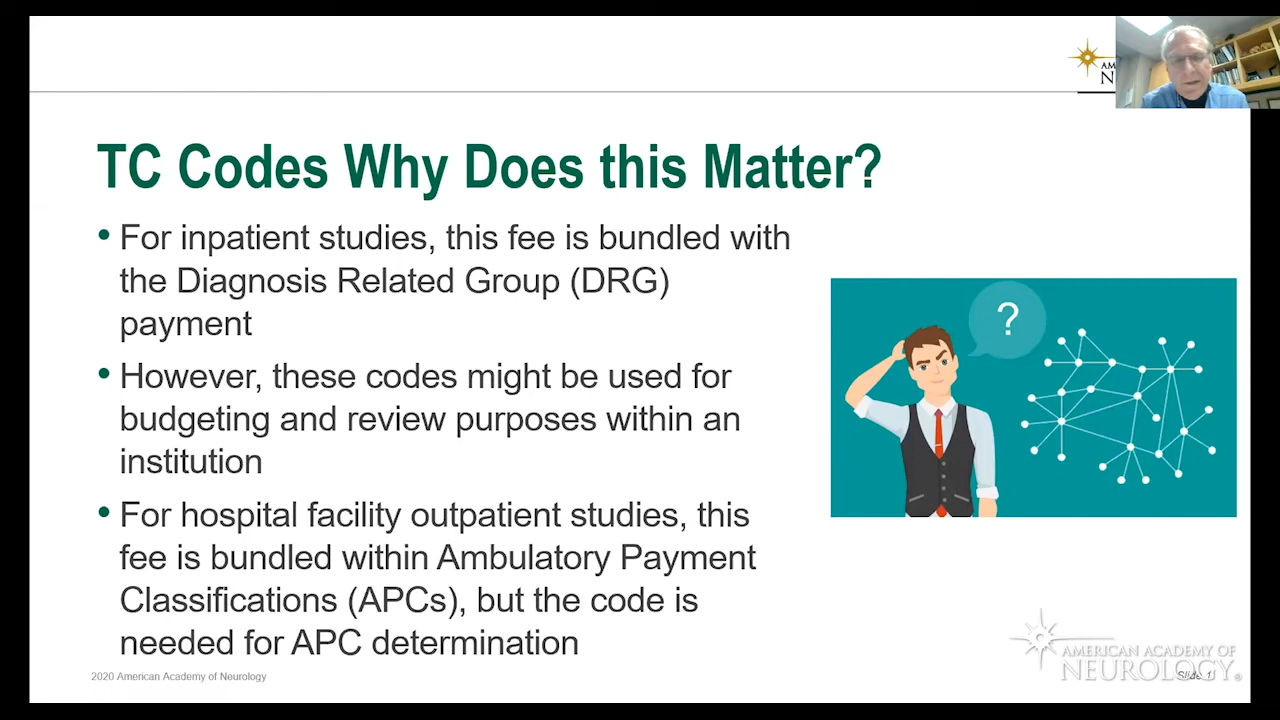 TC Codes Why Does this Matter?
• For inpatient studies, this fee is bundled with
the Diagnosis Related Group (DRG)
payment
• However, these codes might be used for
budgeting and review purposes within an
institution
• For hospital facility outpatient studies, this
fee is bundled within Ambulatory Payment
Classifications (APCs), but the code is
needed for APC determination
?
AMERICAN ACADEMY OF
NEUROLOGY®
2020 American Academy of Neurology